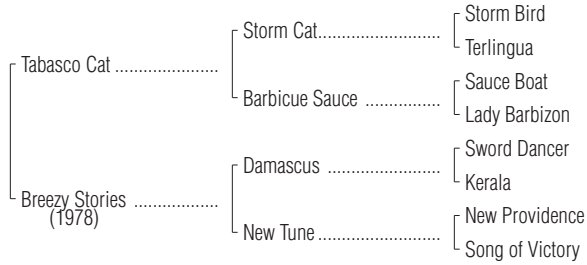 Storm Bird
Storm Cat..............................
Terlingua
Tabasco Cat .....................
Sauce Boat
Barbicue Sauce ...................
Lady Barbizon
Sword Dancer
Damascus ............................
Kerala
Breezy Stories .................
(1978)
New Providence
New Tune..............................
Song of Victory